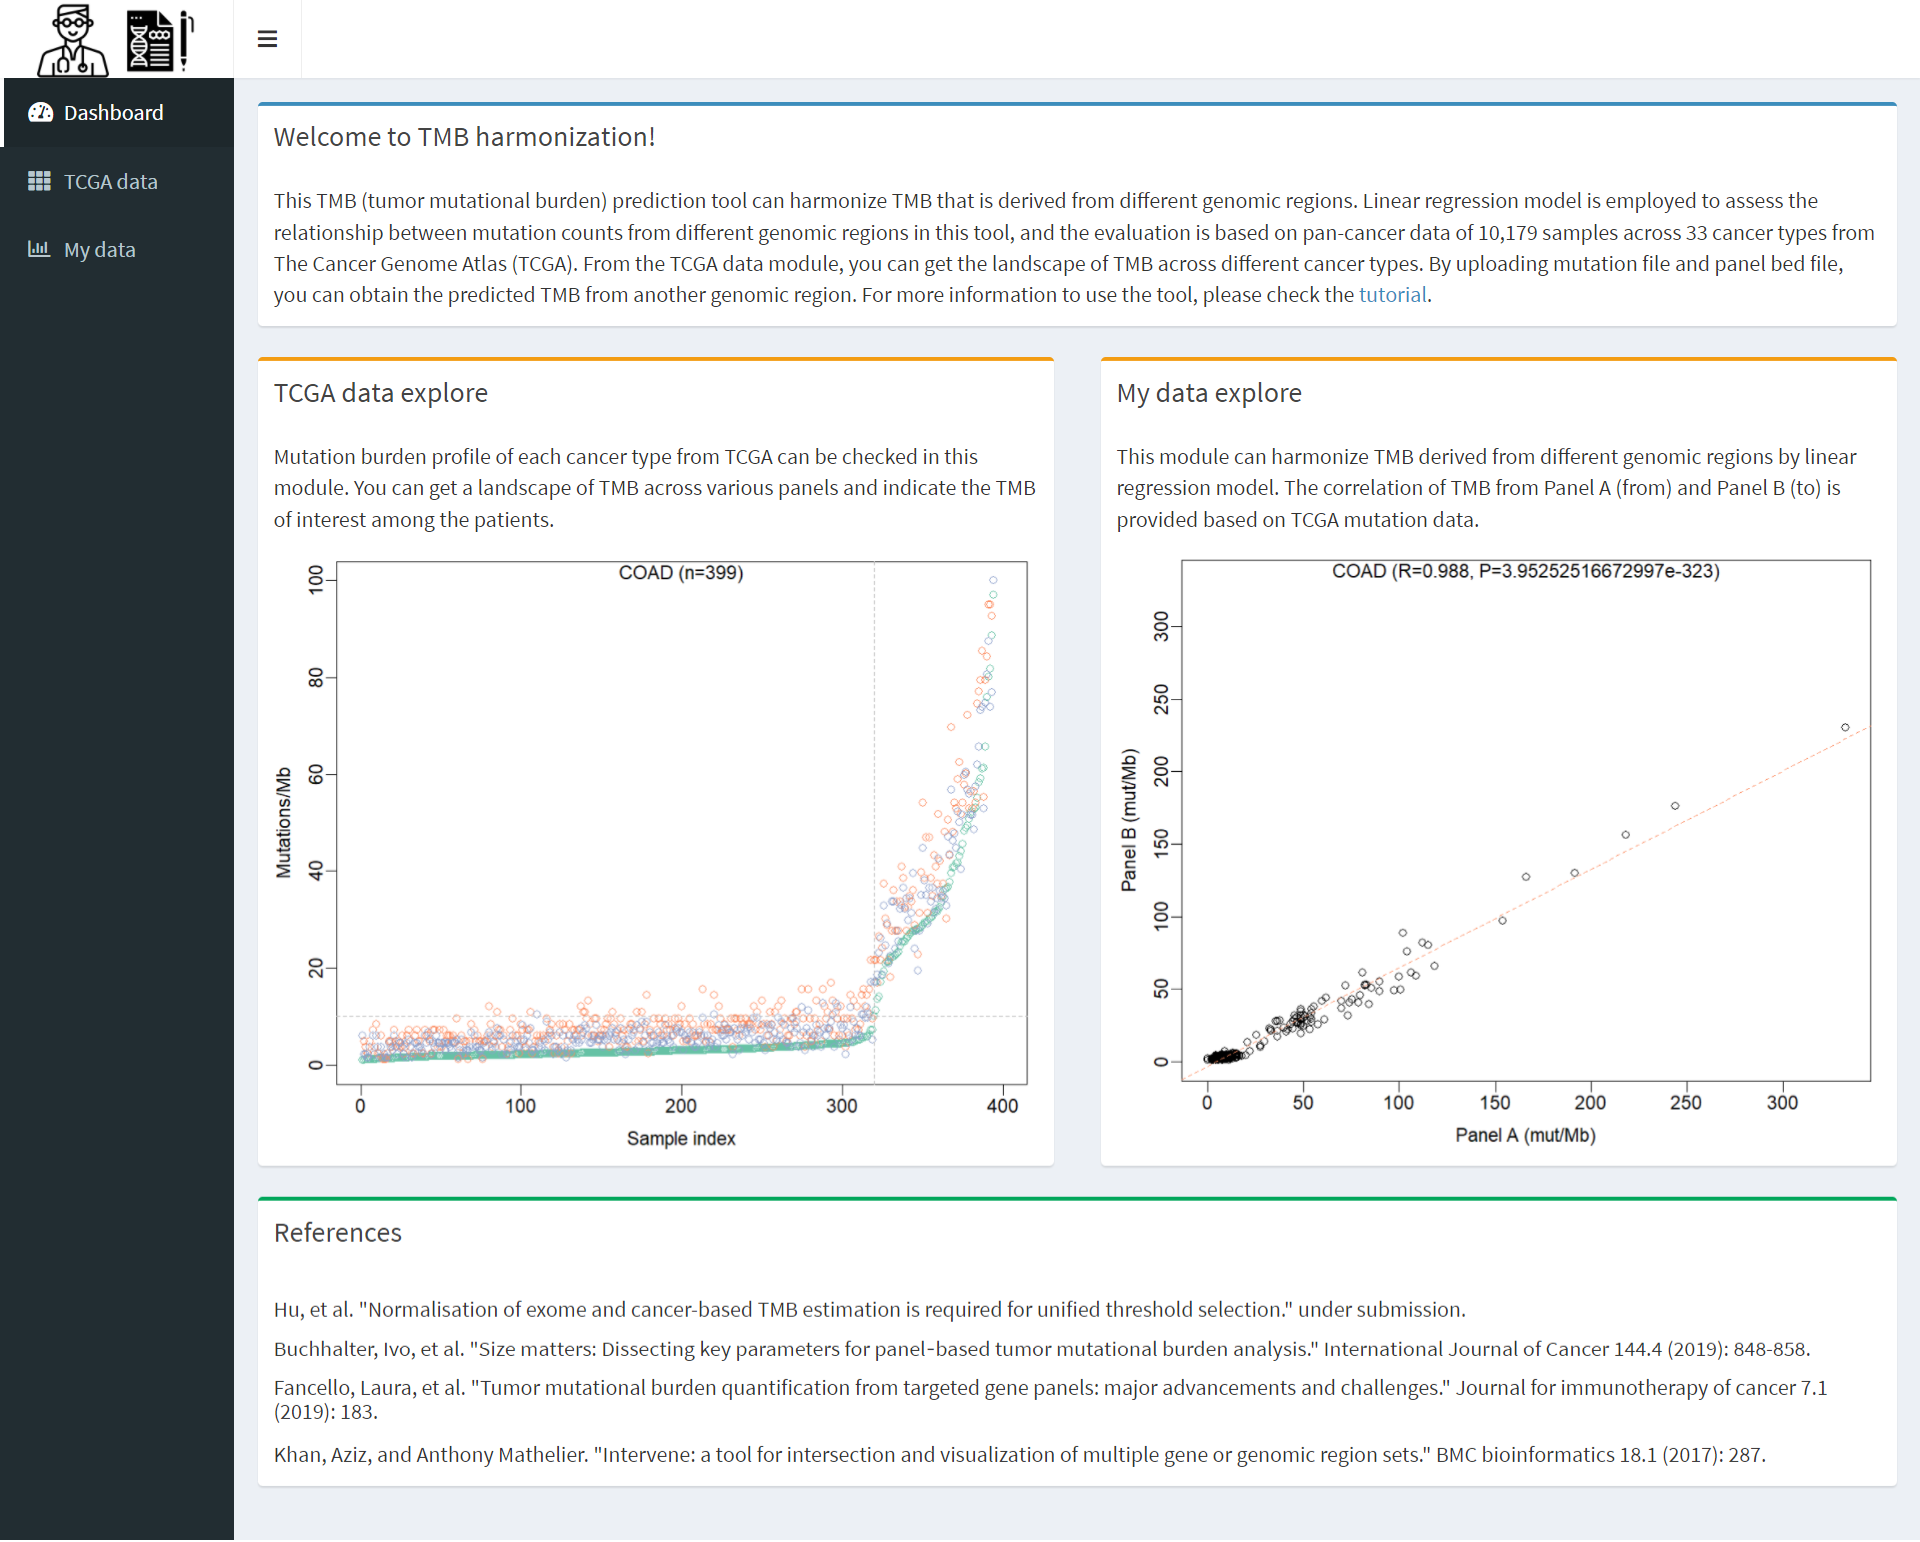 Dashboard
TCGA data
My data
Welcome to TMB harmonization!
This TMB (tumor mutational burden) prediction tool can harmonize TMB that is derived from different genomic regions. Linear regression model is employed to assess the
relationship between mutation counts from different genomic regions in this tool, and the evaluation is based on pan-cancer data of 10,179 samples across 33 cancer types from
The Cancer Genome Atlas (TCGA). From the TCGA data module, you can get the landscape of TMB across different cancer types. By uploading mutation file and panel bed file,
you can obtain the predicted TMB from another genomic region. For more information to use the tool, please check the tutorial.
TCGA data explore
Mutation burden profile of each cancer type from TCGA can be checked in this
module. You can get a landscape of TMB across various panels and indicate the TMB
of interest among the patients.
COAD (n=399)
100
80
60
40
20
0
Mutations/Mb
0 100 200 300 400
Sample index
My data explore
This module can harmonize TMB derived from different genomic regions by linear
regression model. The correlation of TMB from Panel A (from) and Panel B (to) is
provided based on TCGA mutation data.
COAD (R=0.988, P=3.95252516672997e-323)
300
250
200
150
100
50
0
Panel B (mut/Mb)
0 50 100 150 200 250 300
Panel A (mut/Mb)
References
Hu, et al. "Normalisation of exome and cancer-based TMB estimation is required for unified threshold selection." under submission.
Buchhalter, Ivo, et al. "Size matters: Dissecting key parameters for panel-based tumor mutational burden analysis." International Journal of Cancer 144.4 (2019): 848-858.
Fancello, Laura, et al. "Tumor mutational burden quantification from targeted gene panels: major advancements and challenges." Journal for immunotherapy of cancer 7.1
(2019): 183.
Khan, Aziz, and Anthony Mathelier. "Intervene: a tool for intersection and visualization of multiple gene or genomic region sets." BMC bioinformatics 18.1 (2017): 287.